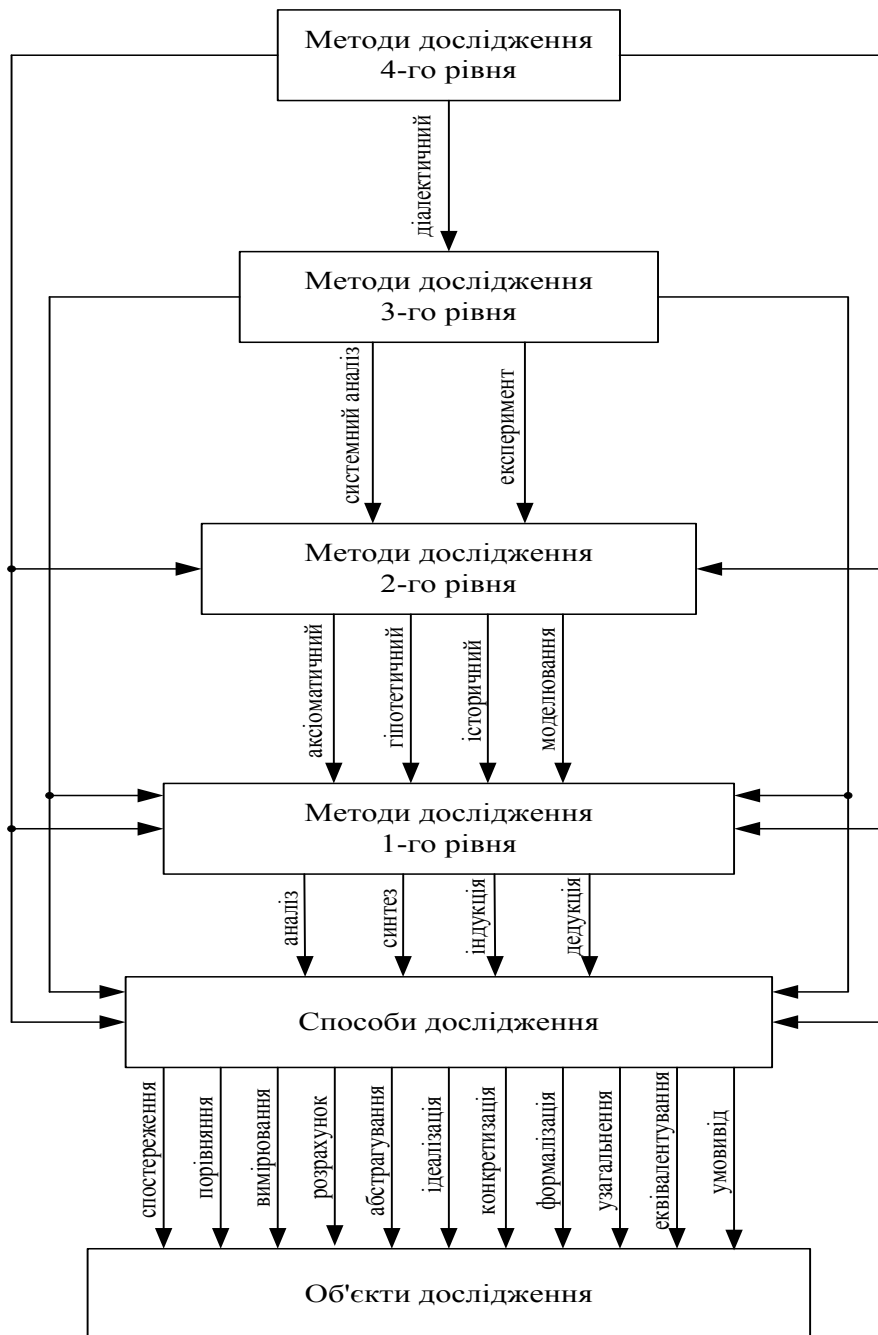 Методи дослідження
4-го рівня
діалектичний
Методи дослідження
3-го рівня
системний аналіз
експеримент
Методи дослідження
2-го рівня
аксіоматичний
гіпотетичний
історичний
моделювання
Методи дослідження
1-го рівня
аналіз
синтез
індукція
дедукція
Способи дослідження
спостереження
порівняння
вимірювання
розрахунок
абстрагування
ідеалізація
конкретизація
формалізація
узагальнення
еквівалентування
умовивід
Об'єкти дослідження